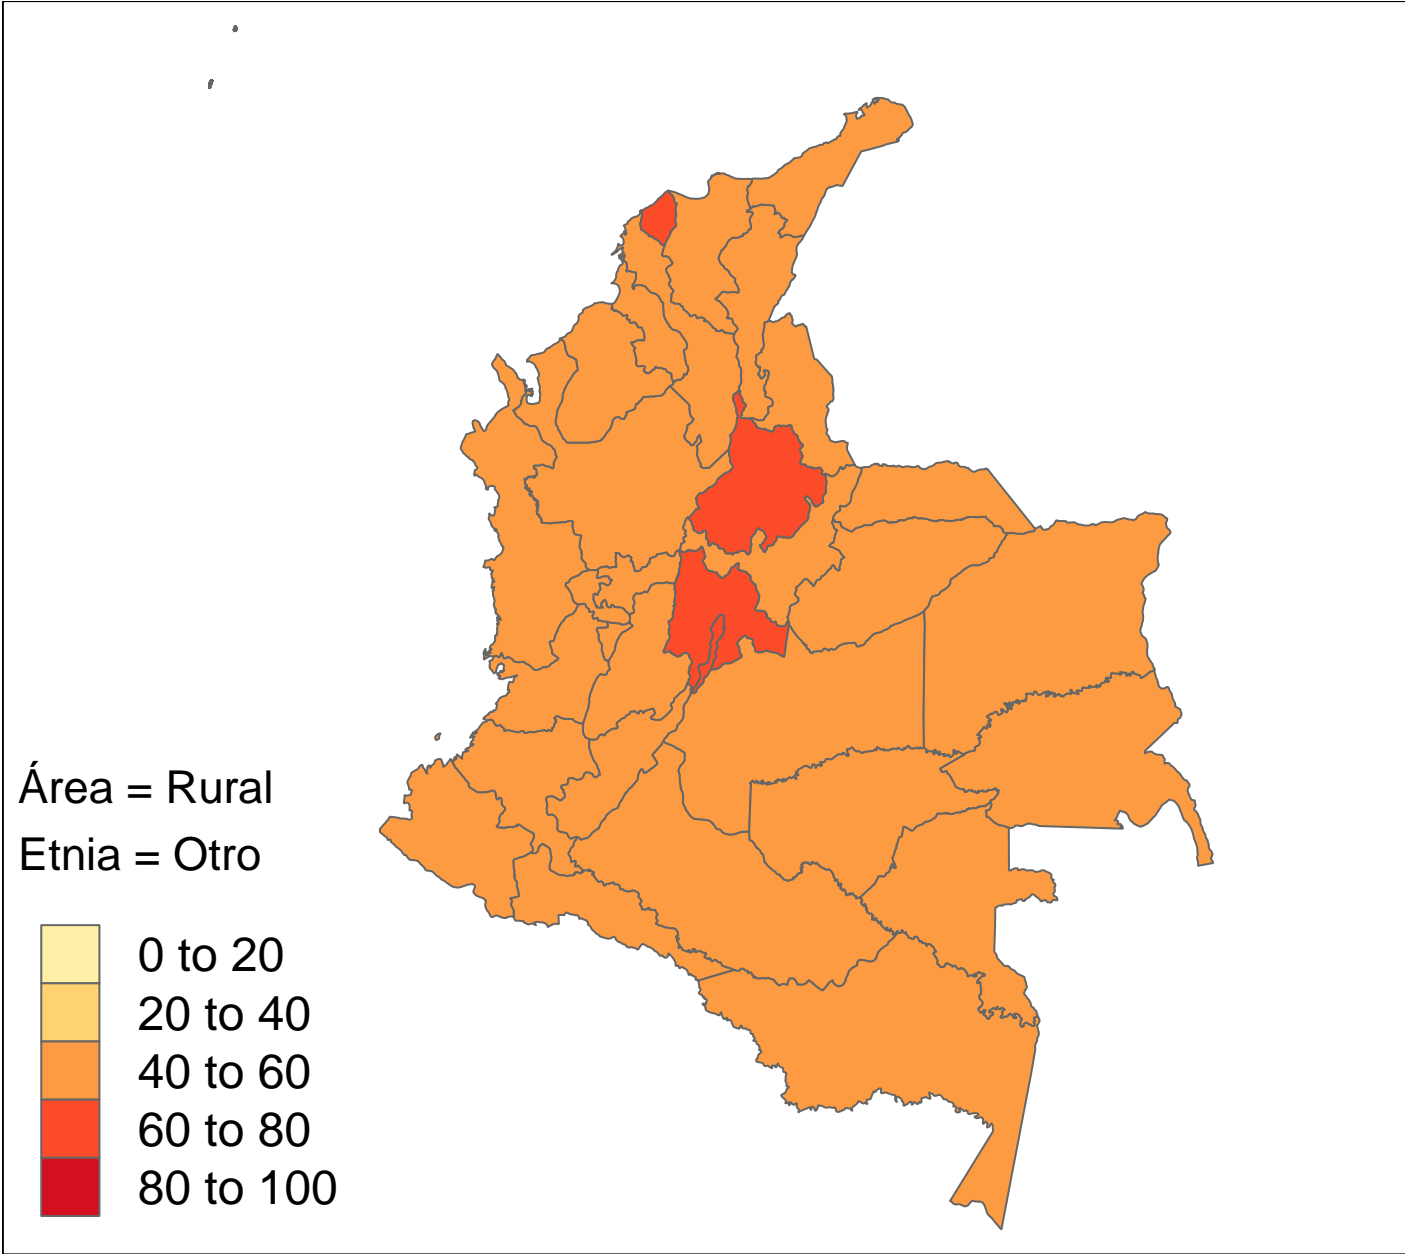 Área = Rural
Etnia = Otro
0 to 20
20 to 40
40 to 60
60 to 80
80 to 100